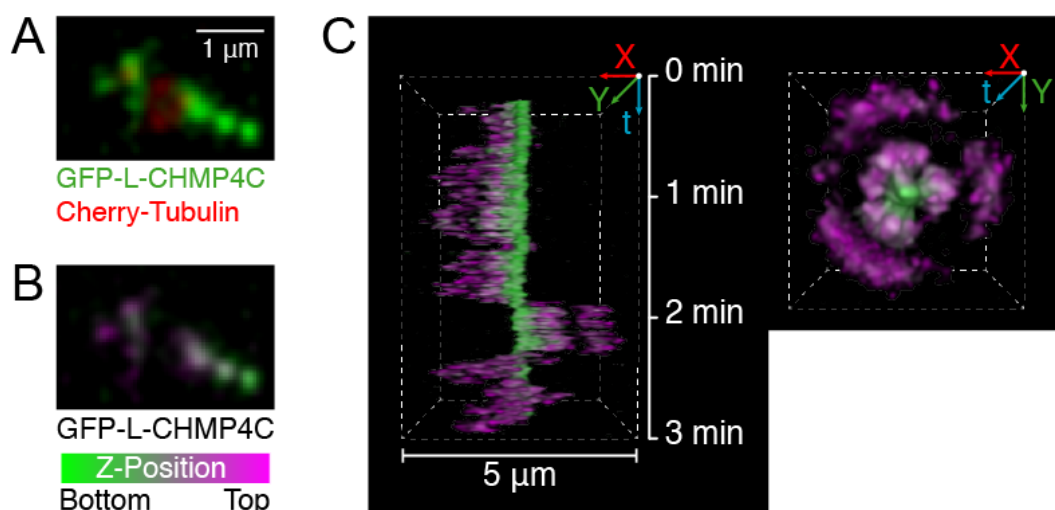 A
1 µm
GFP-L-CHMP4C
Cherry-Tubulin
B
GFP-L-CHMP4C
Z-Position
Bottom Top
C
X
Y
t
0 min
1 min
2 min
3 min
5 µm
X
t
Y